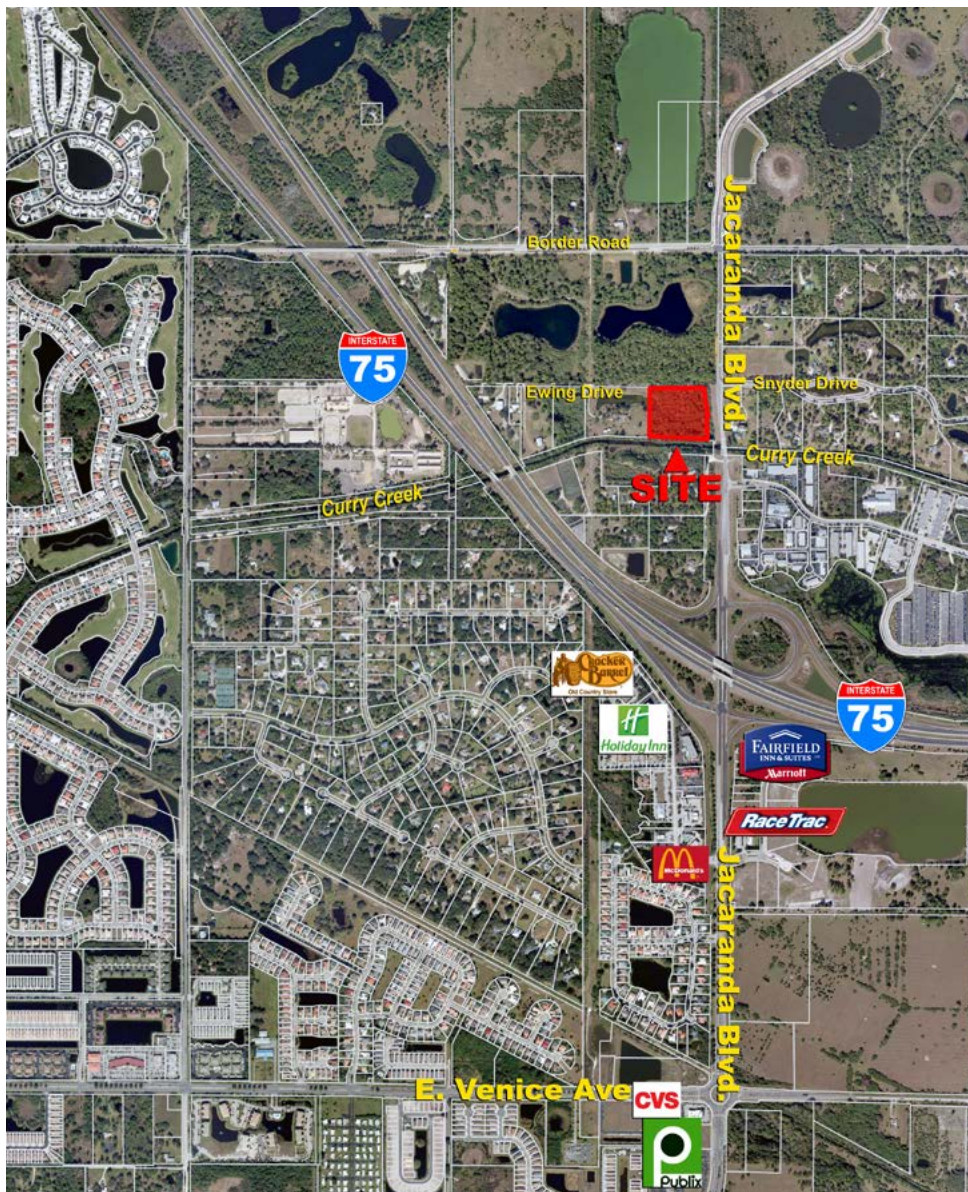 Jacaranda Blvd.
Border Road
INTERSTATE
75
Ewing Drive
Snyder Drive
Curry Creek
SITE
Curry Creek
Cracker
Barrel
Old Country Store
INTERSTATE
75
H
Holiday Inn
FAIRFIELD
INN & SUITES
Marriott
RaceTrac
M
McDonald's
Jacaranda Blvd.
E. Venice Ave
CVS
P
Publix